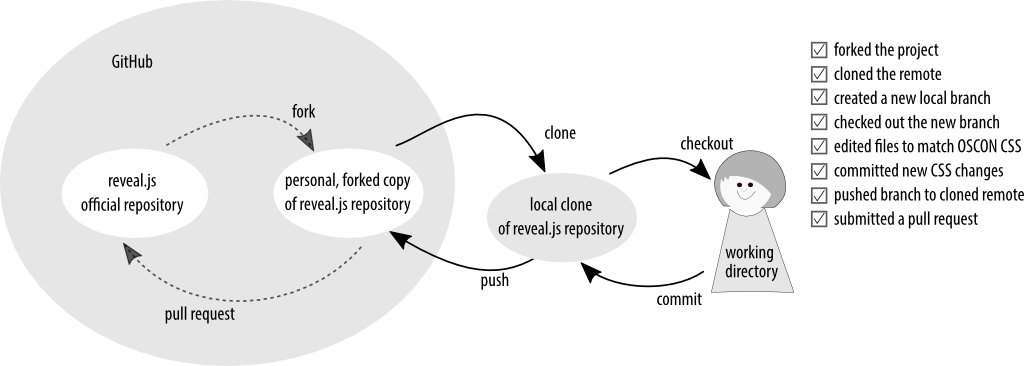 GitHub
fork
reveal.js
official repository
personal, forked copy
of reveal.js repository
pull request
clone
local clone
of reveal.js repository
push
checkout
working
directory
commit
forked the project
cloned the remote
created a new local branch
checked out the new branch
edited files to match OSCON CSS
committed new CSS changes
pushed branch to cloned remote
submitted a pull request